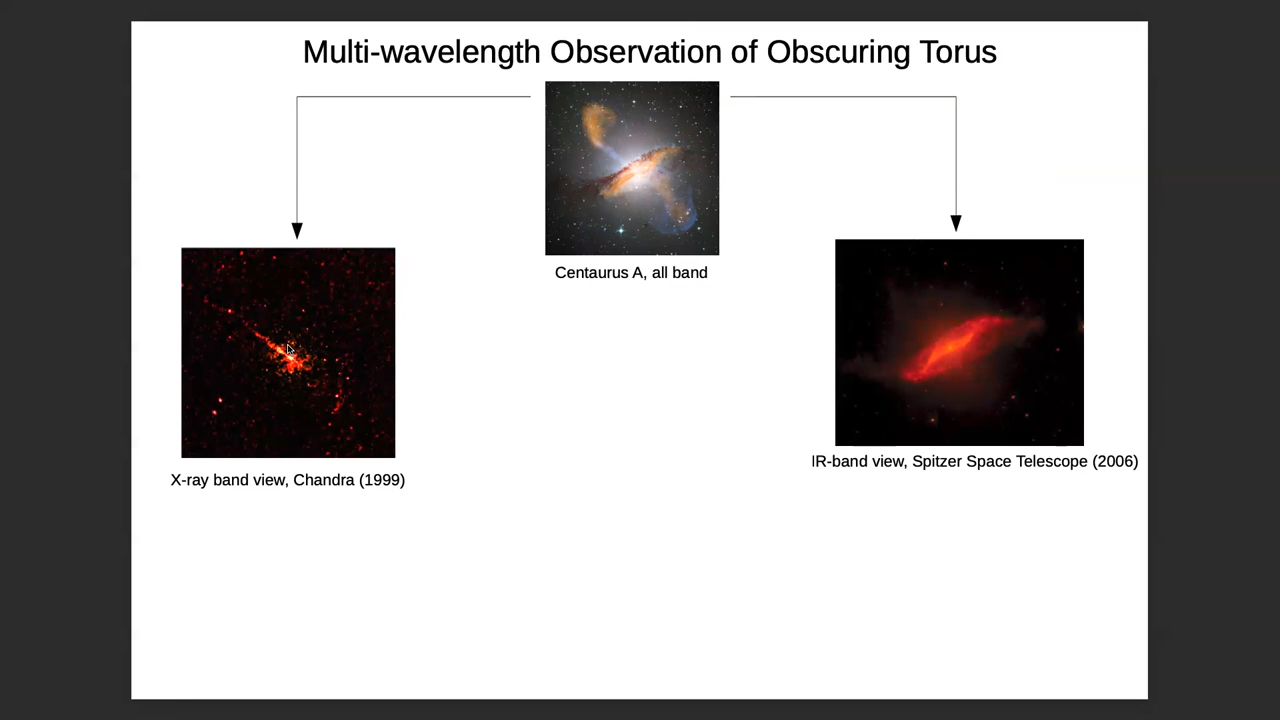 Multi-wavelength Observation of Obscuring Torus
Centaurus A, all band
X-ray band view, Chandra (1999)
IR-band view, Spitzer Space Telescope (2006)